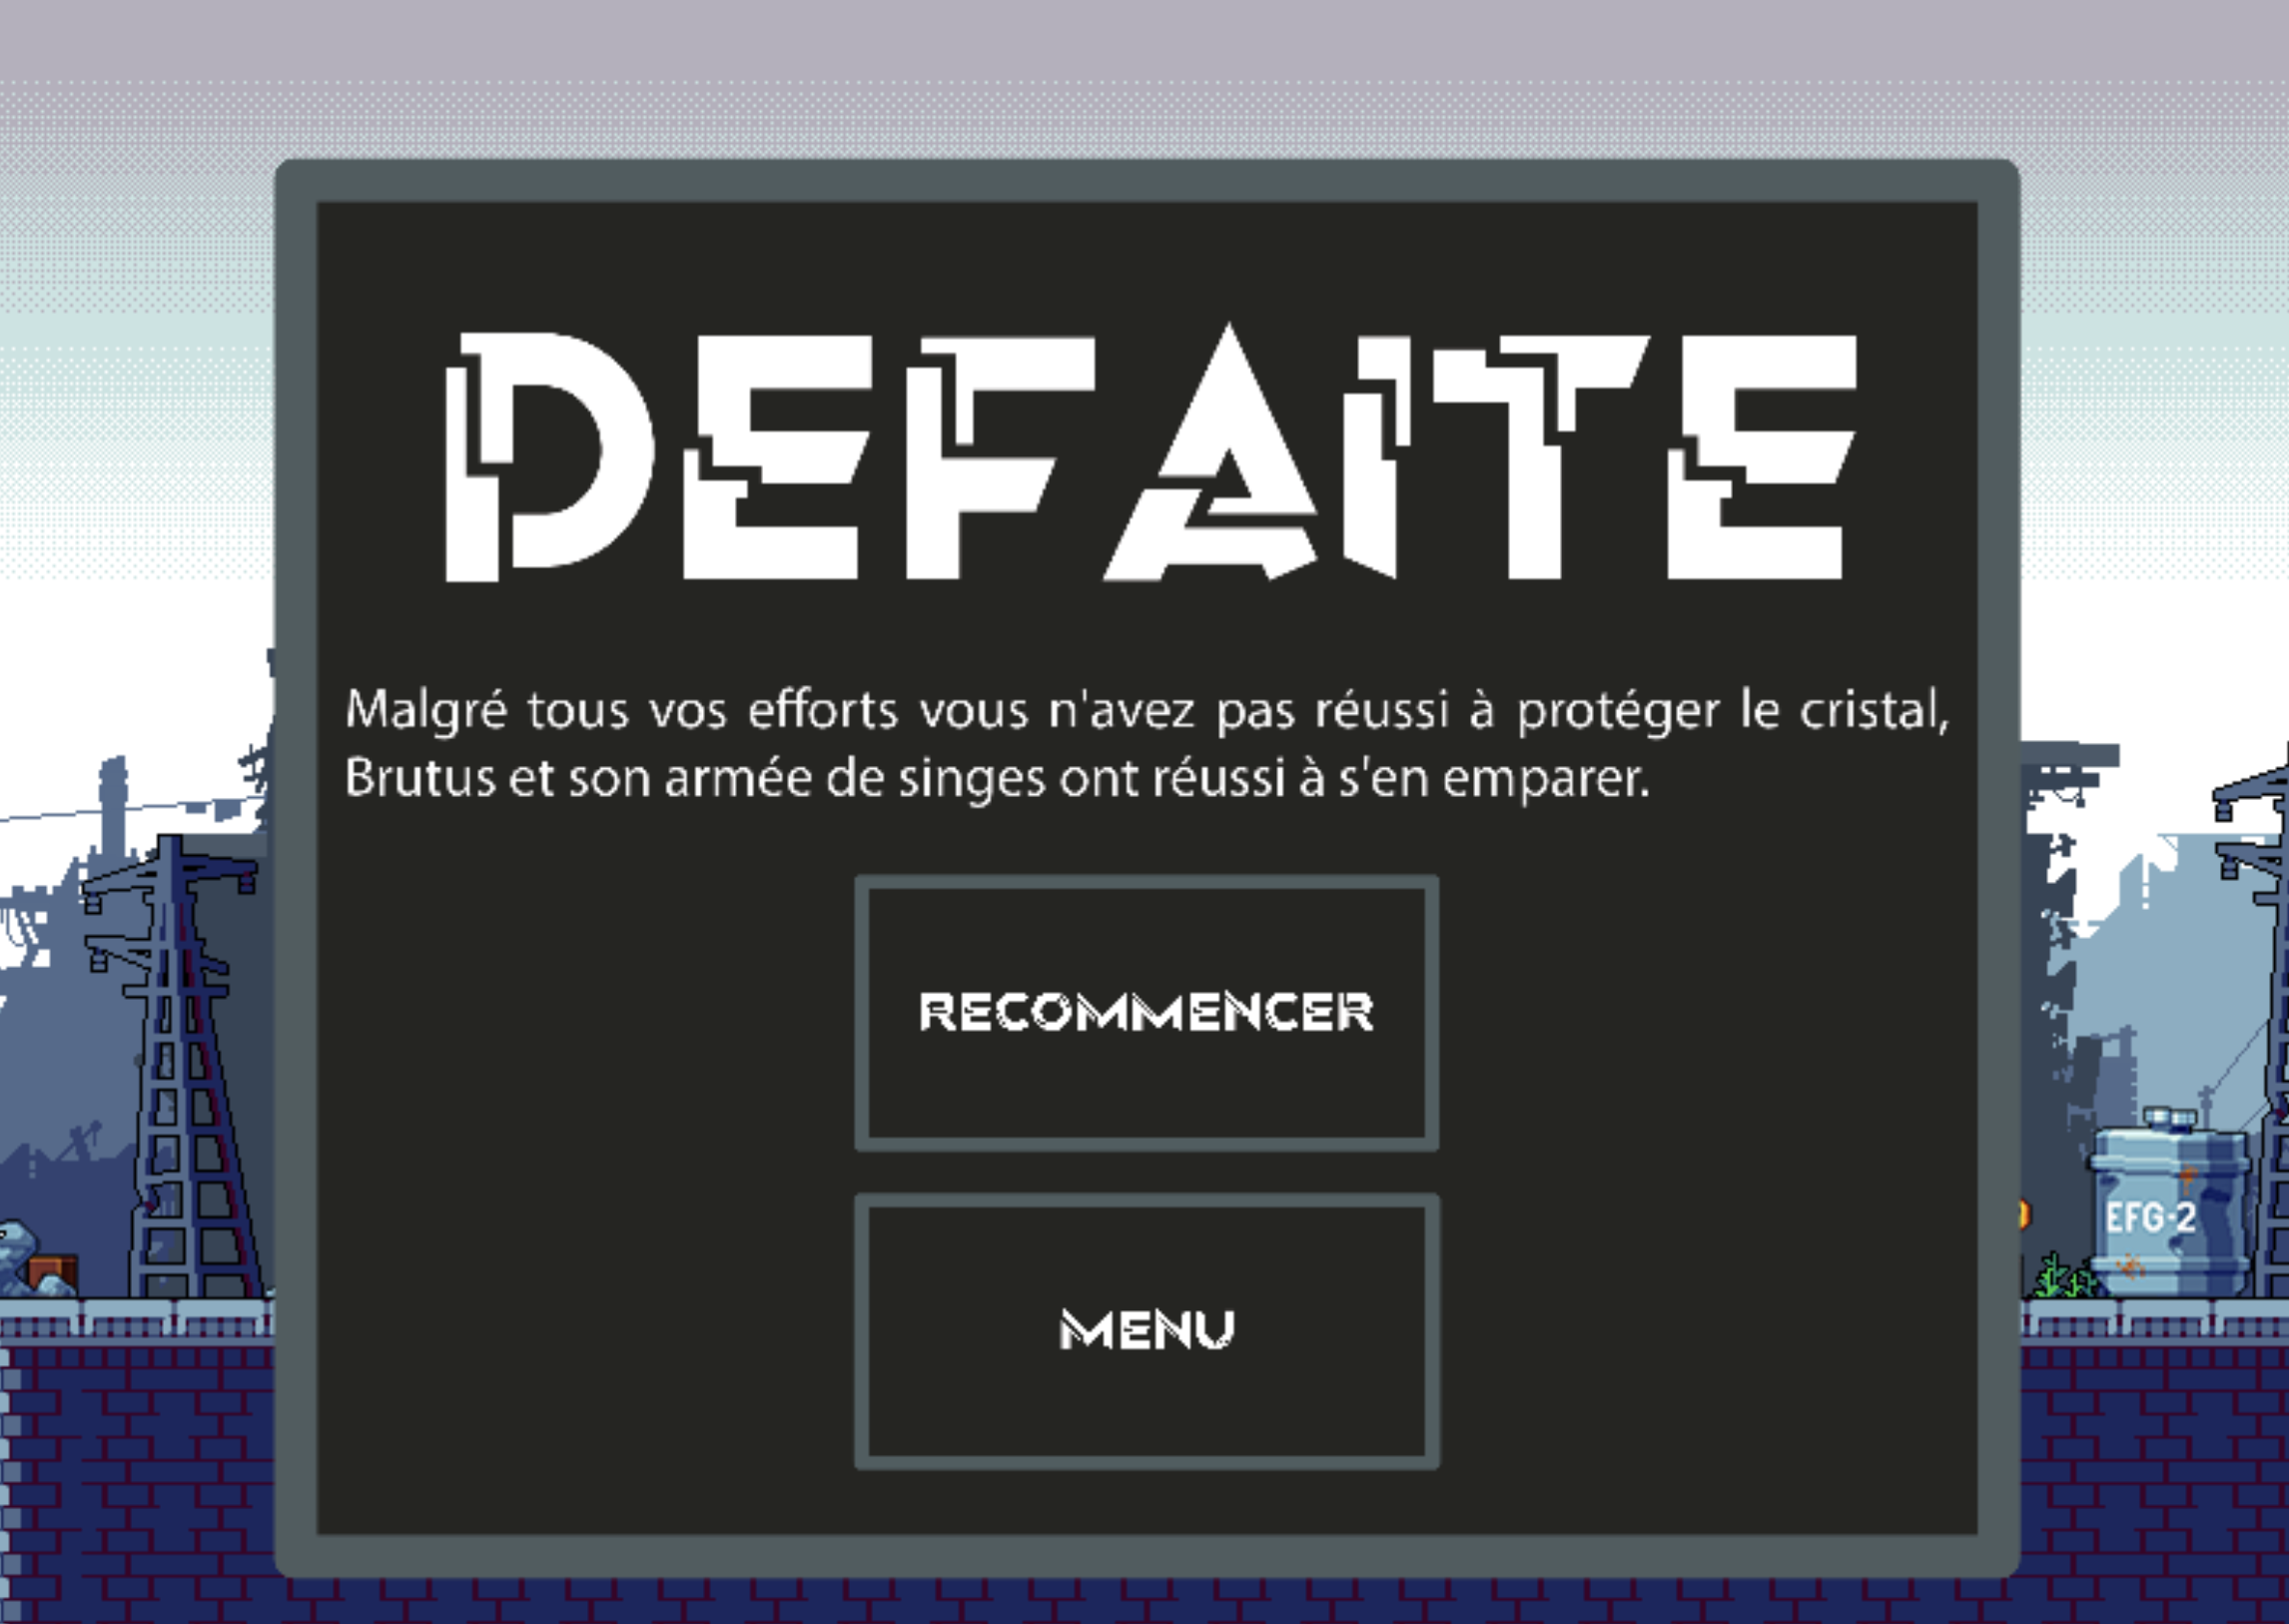 DEFAITE
Malgré tous vos efforts vous n'avez pas réussi à protéger le cristal,
Brutus et son armée de singes ont réussi à s'en emparer.
RECOMMENCER
EFG-2
MENU